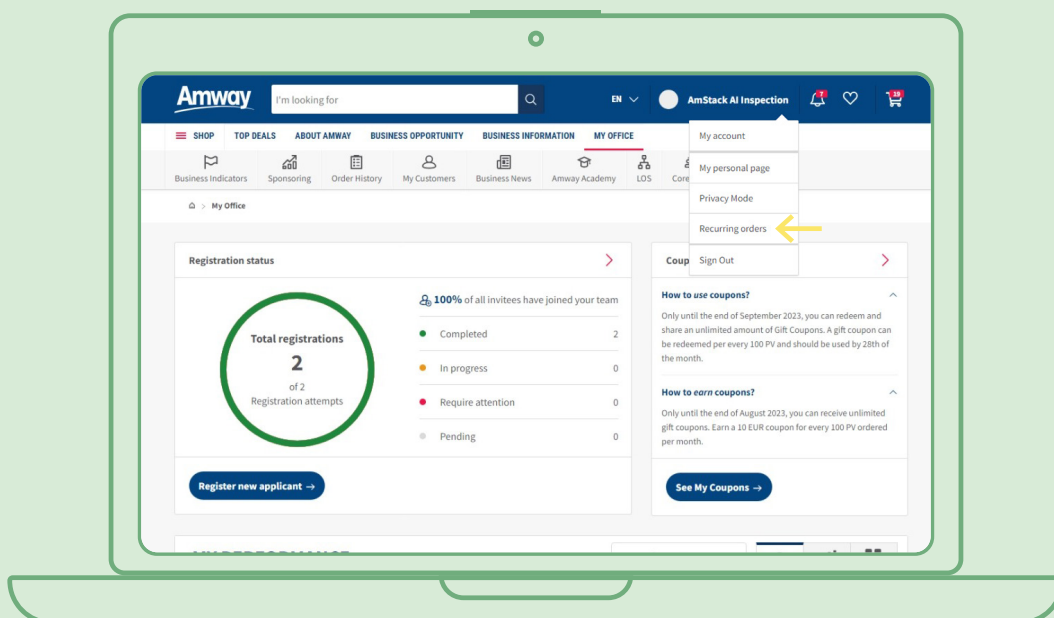 Amway
I'm looking for
EN
AmStack AI Inspection
7
19
SHOP TOP DEALS ABOUT AMWAY BUSINESS OPPORTUNITY BUSINESS INFORMATION MY OFFICE
Business Indicators Sponsoring Order History My Customers Business News Amway Academy LOS Core
My account
My personal page
Privacy Mode
Recurring orders
Sign Out
> My Office
Registration status
Total registrations
2
of 2
Registration attempts
100% of all invitees have joined your team
Completed 2
In progress 0
Require attention 0
Pending 0
Register new applicant →
Coup
How to use coupons?
Only until the end of September 2023, you can redeem and
share an unlimited amount of Gift Coupons. A gift coupon can
be redeemed per every 100 PV and should be used by 28th of
the month.
How to earn coupons?
Only until the end of August 2023, you can receive unlimited
gift coupons. Earn a 10 EUR coupon for every 100 PV ordered
per month.
See My Coupons →
MY PERFORMANCE